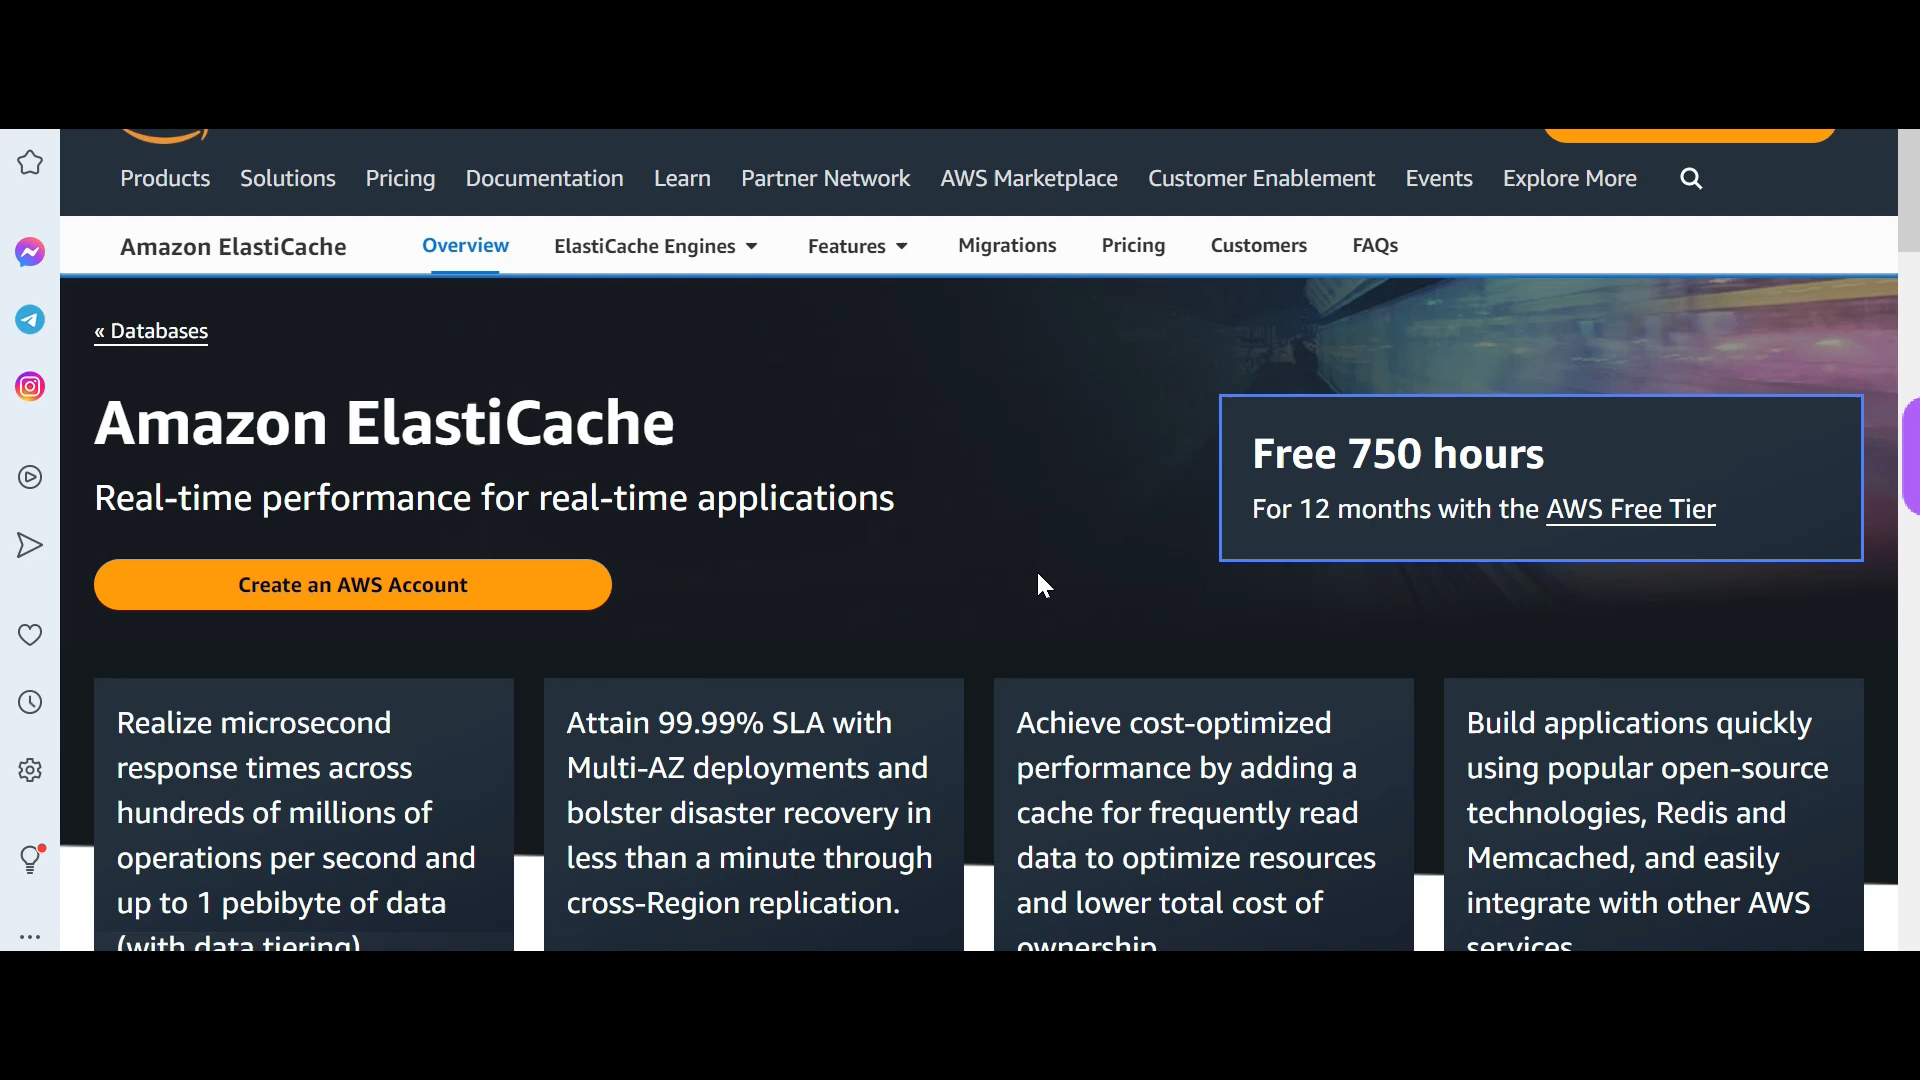 Products Solutions Pricing Documentation Learn Partner Network AWS Marketplace Customer Enablement Events Explore More
Amazon ElastiCache Overview ElastiCache Engines Features Migrations Pricing Customers FAQs
« Databases
Amazon ElastiCache
Real-time performance for real-time applications
Create an AWS Account
Free 750 hours
For 12 months with the AWS Free Tier
Realize microsecond
response times across
hundreds of millions of
operations per second and
up to 1 pebibyte of data
(with data tiering)
Attain 99.99% SLA with
Multi-AZ deployments and
bolster disaster recovery in
less than a minute through
cross-Region replication.
Achieve cost-optimized
performance by adding a
cache for frequently read
data to optimize resources
and lower total cost of
ownership
Build applications quickly
using popular open-source
technologies, Redis and
Memcached, and easily
integrate with other AWS
services